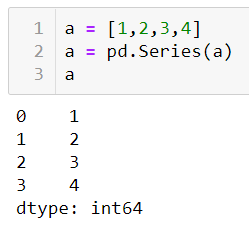 1 a = [1,2,3,4]
2 a = pd.Series(a)
3 a
0 1
1 2
2 3
3 4
dtype: int64